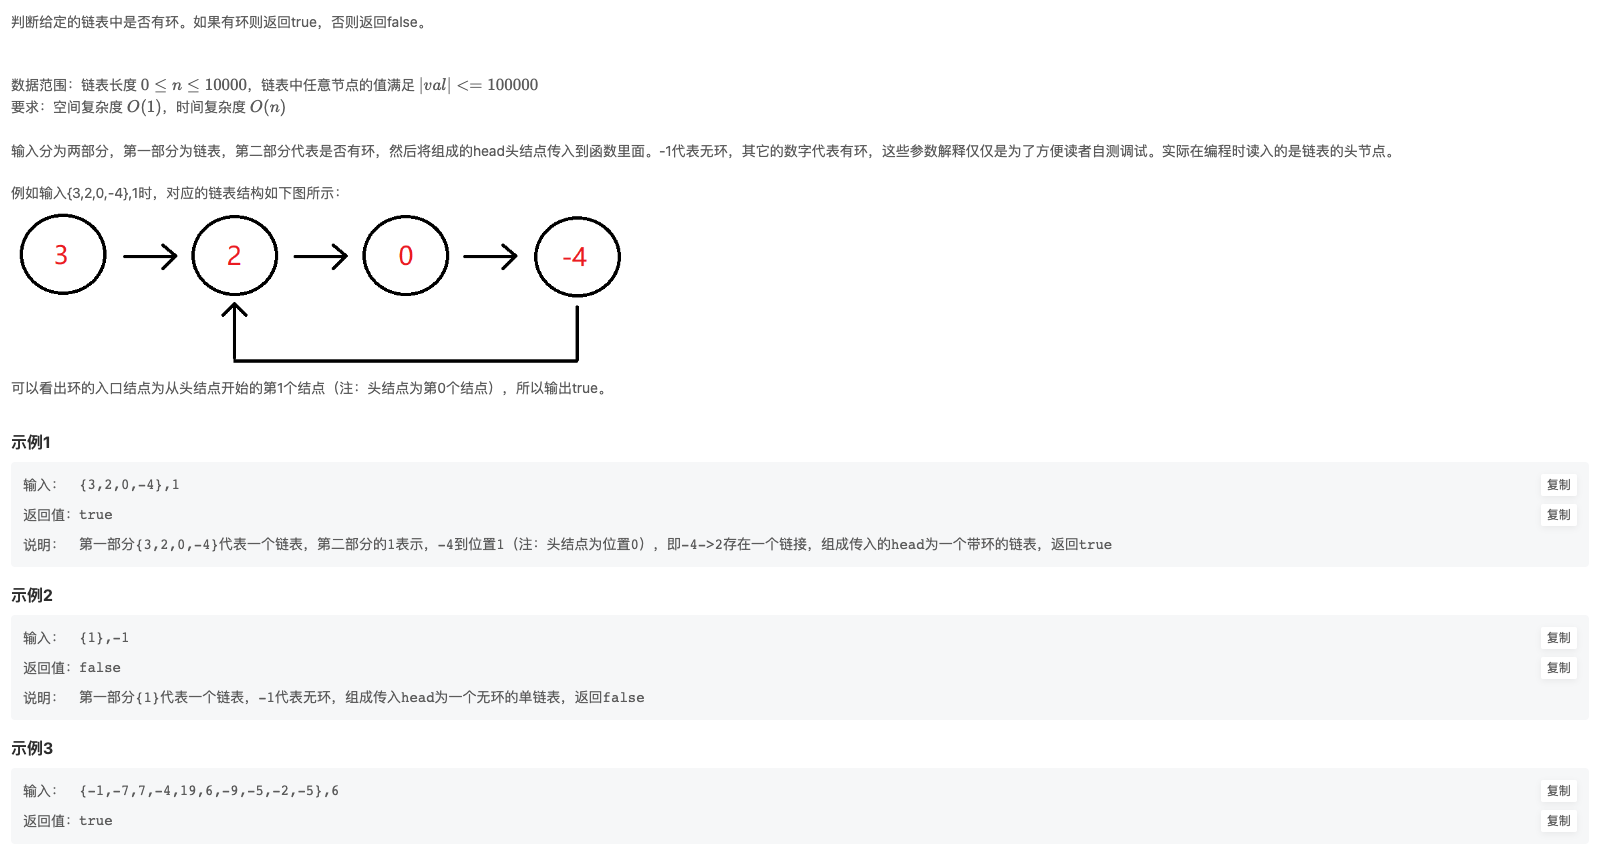 判断给定的链表中是否有环。如果有环则返回true，否则返回false。
数据范围：链表长度 0 ≤ n ≤ 10000，链表中任意节点的值满足 |val| <= 100000
要求：空间复杂度 O(1)，时间复杂度 O(n)
输入分为两部分，第一部分为链表，第二部分代表是否有环，然后将组成的head头结点传入到函数里面。-1代表无环，其它的数字代表有环，这些参数解释仅仅是为了方便读者自测调试。实际在编程时读入的是链表的头节点。
例如输入{3,2,0,-4},1时，对应的链表结构如下图所示：
3 2 0 -4
可以看出环的入口结点为从头结点开始的第1个结点（注：头结点为第0个结点），所以输出true。
示例1
输入： {3,2,0,-4},1 复制
返回值：true 复制
说明： 第一部分{3,2,0,-4}代表一个链表，第二部分的1表示，-4到位置1（注：头结点为位置0），即-4->2存在一个链接，组成传入的head为一个带环的链表，返回true
示例2
输入： {1},-1 复制
返回值：false 复制
说明： 第一部分{1}代表一个链表，-1代表无环，组成传入head为一个无环的单链表，返回false
示例3
输入： {-1,-7,7,-4,19,6,-9,-5,-2,-5},6 复制
返回值：true 复制